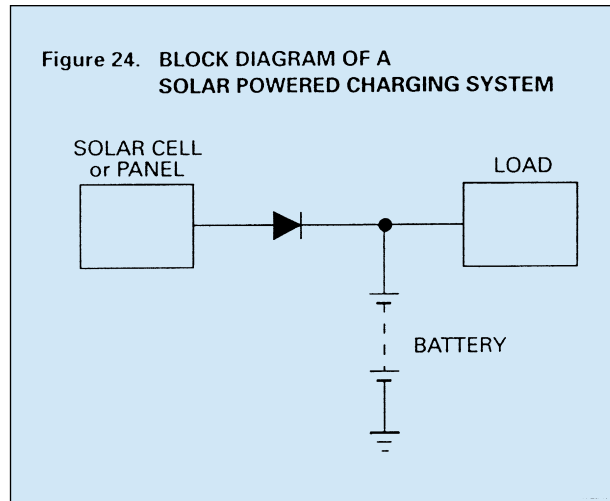 Figure 24. BLOCK DIAGRAM OF A
SOLAR POWERED CHARGING SYSTEM
SOLAR CELL
or PANEL
LOAD
BATTERY